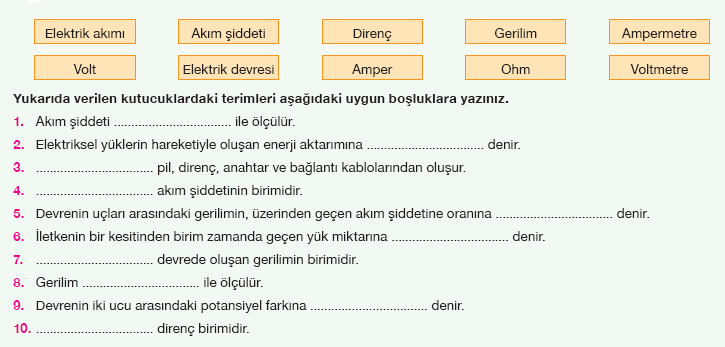 Elektrik akımı Akım şiddeti Direnç Gerilim Ampermetre
Volt Elektrik devresi Amper Ohm Voltmetre
Yukarıda verilen kutucuklardaki terimleri aşağıdaki uygun boşluklara yazınız.
1. Akım şiddeti .................................. ile ölçülür.
2. Elektriksel yüklerin hareketiyle oluşan enerji aktarımına .................................. denir.
3. .................................. pil, direnç, anahtar ve bağlantı kablolarından oluşur.
4. .................................. akım şiddetinin birimidir.
5. Devrenin uçları arasındaki gerilimin, üzerinden geçen akım şiddetine oranına .................................. denir.
6. İletkenin bir kesitinden birim zamanda geçen yük miktarına .................................. denir.
7. .................................. devrede oluşan gerilimin birimidir.
8. Gerilim .................................. ile ölçülür.
9. Devrenin iki ucu arasındaki potansiyel farkına .................................. denir.
10. .................................. direnç birimidir.